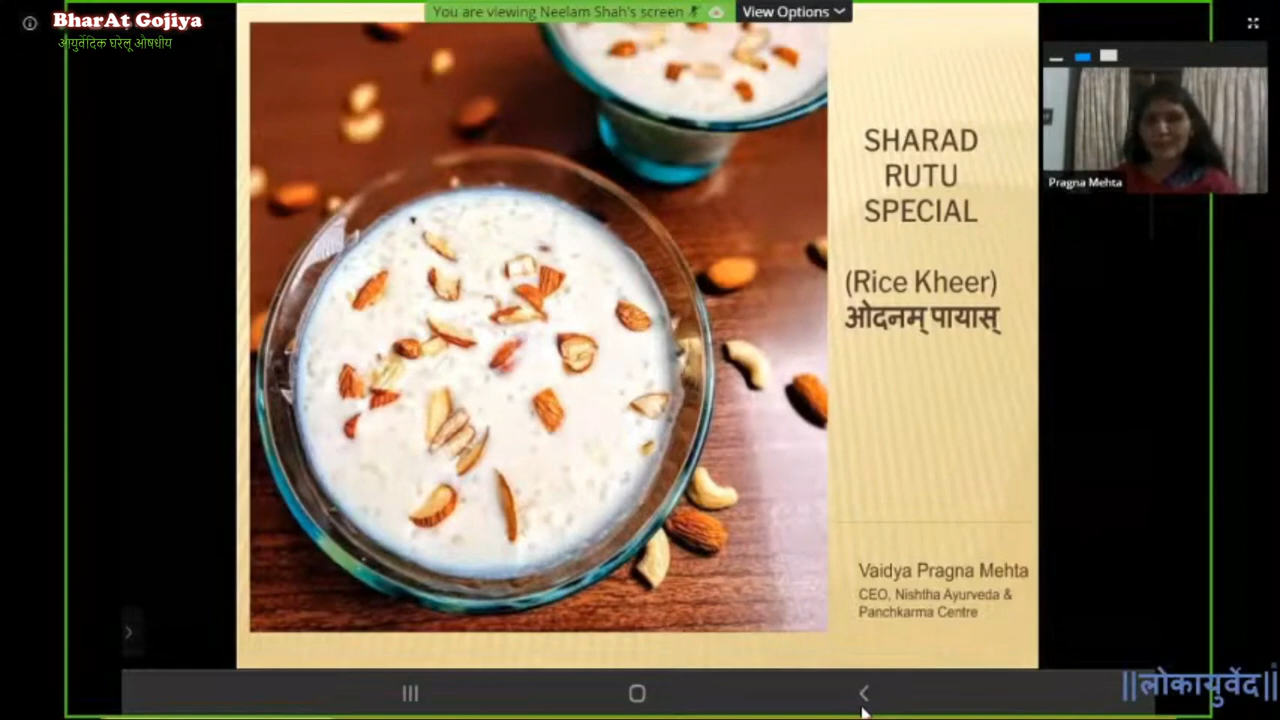 BharAt Gojiya
आयुर्वेदिक घरेलू औषधीय
You are viewing Neelam Shah's screen
View Options
SHARAD
RUTU
SPECIAL
(Rice Kheer)
ओदनम् पायास्
Pragna Mehta
Vaidya Pragna Mehta
CEO, Nishtha Ayurveda &
Panchkarma Centre
||लोकायुर्वेद||